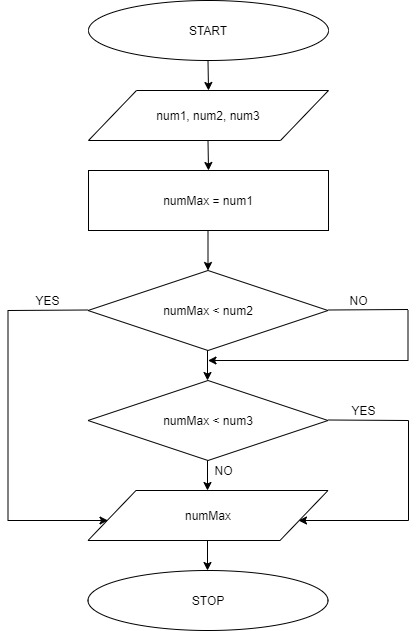 START
num1, num2, num3
numMax = num1
YES
NO
numMax < num2
YES
numMax < num3
NO
numMax
STOP